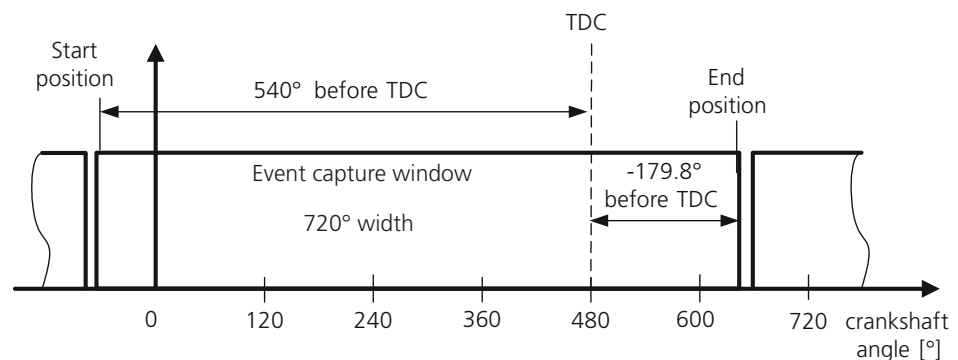 TDC
Start
position
540° before TDC
End
position
Event capture window
720° width
-179.8°
before TDC
0 120 240 360 480 600 720 crankshaft
angle [°]